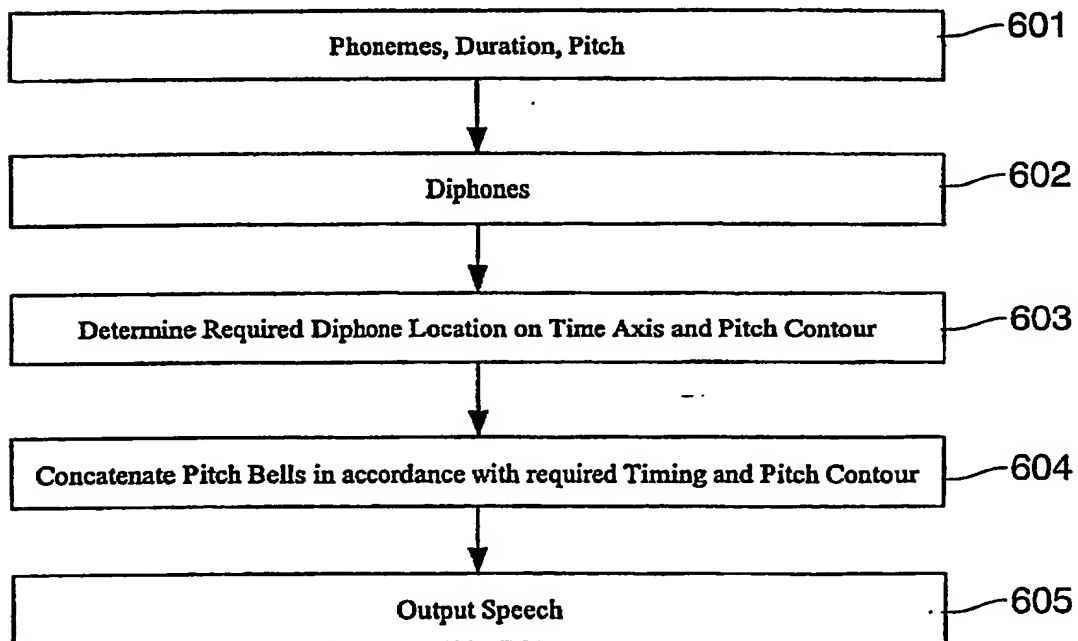 Phonemes, Duration, Pitch
601
Diphones
602
Determine Required Diphone Location on Time Axis and Pitch Contour
603
Concatenate Pitch Bells in accordance with required Timing and Pitch Contour
604
Output Speech
605